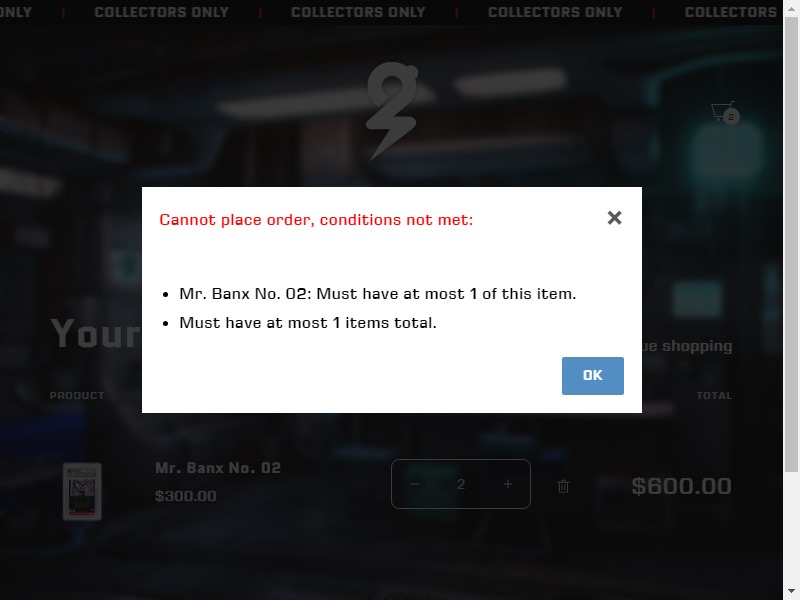 ONLY | COLLECTORS ONLY | COLLECTORS ONLY | COLLECTORS ONLY | COLLECTORS
2
Cannot place order, conditions not met:
Mr. Banx No. 02: Must have at most 1 of this item.
Must have at most 1 items total.
Your
ue shopping
OK
PRODUCT
TOTAL
Mr. Banx No. 02
$300.00
− 2 +
$600.00